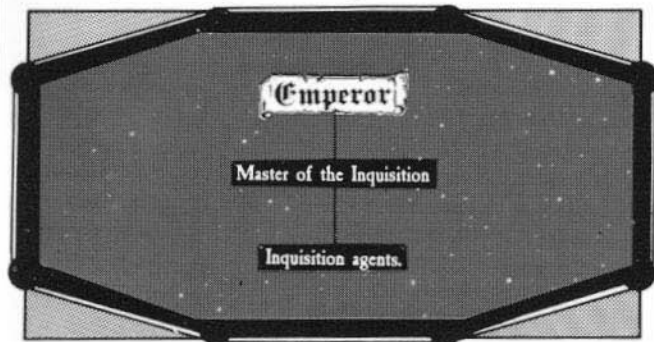 Emperor
Master of the Inquisition
Inquisition agents.